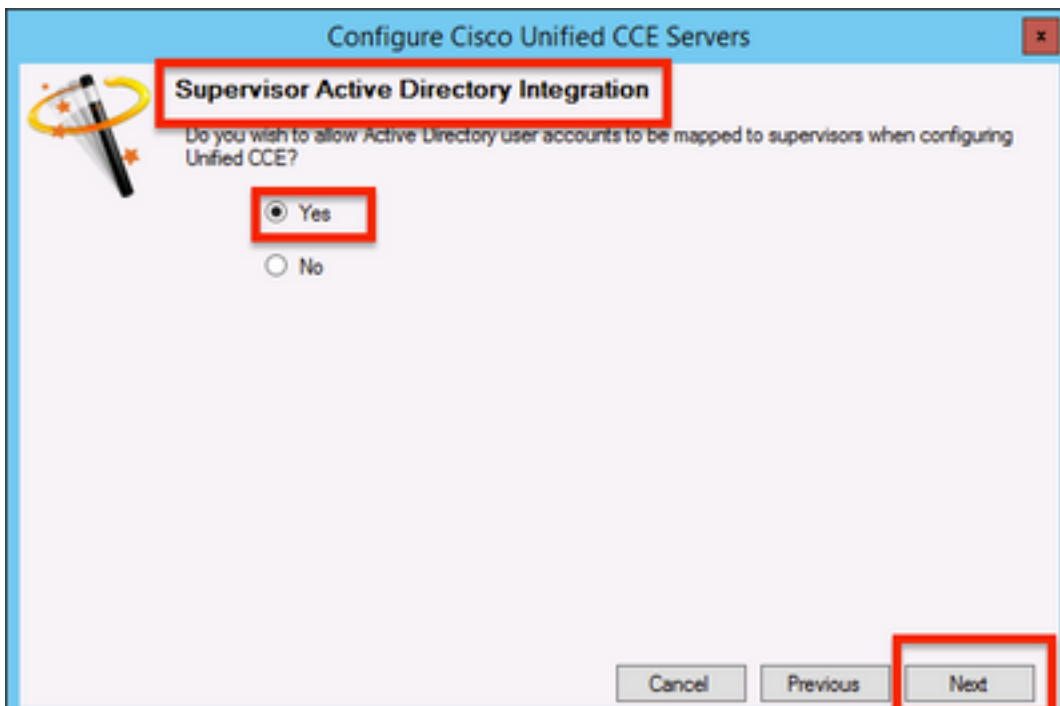 Configure Cisco Unified CCE Servers
x
Supervisor Active Directory Integration
Do you wish to allow Active Directory user accounts to be mapped to supervisors when configuring
Unified CCE?
Yes
No
Cancel Previous Next